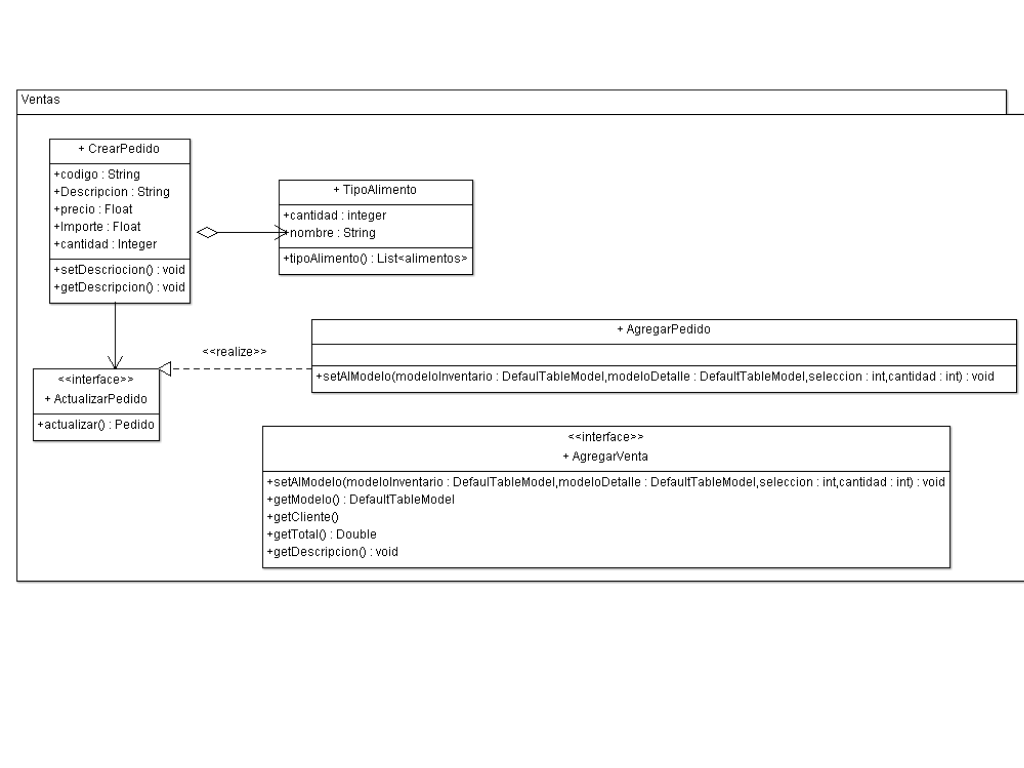 Ventas
+ CrearPedido
+codigo : String
+Descripcion : String
+precio : Float
+Importe : Float
+cantidad : Integer
+setDescriocion() : void
+getDescripcion() : void
+ TipoAlimento
+cantidad : integer
+nombre : String
+tipoAlimento() : List<alimentos>
<<realize>>
+ AgregarPedido
+setAlModelo(modeloInventario : DefaulTableModel,modeloDetalle : DefaultTableModel,seleccion : int,cantidad : int) : void
<<interface>>
+ ActualizarPedido
+actualizar() : Pedido
<<interface>>
+ AgregarVenta
+setAlModelo(modeloInventario : DefaulTableModel,modeloDetalle : DefaultTableModel,seleccion : int,cantidad : int) : void
+getModelo() : DefaultTableModel
+getCliente()
+getTotal() : Double
+getDescripcion() : void